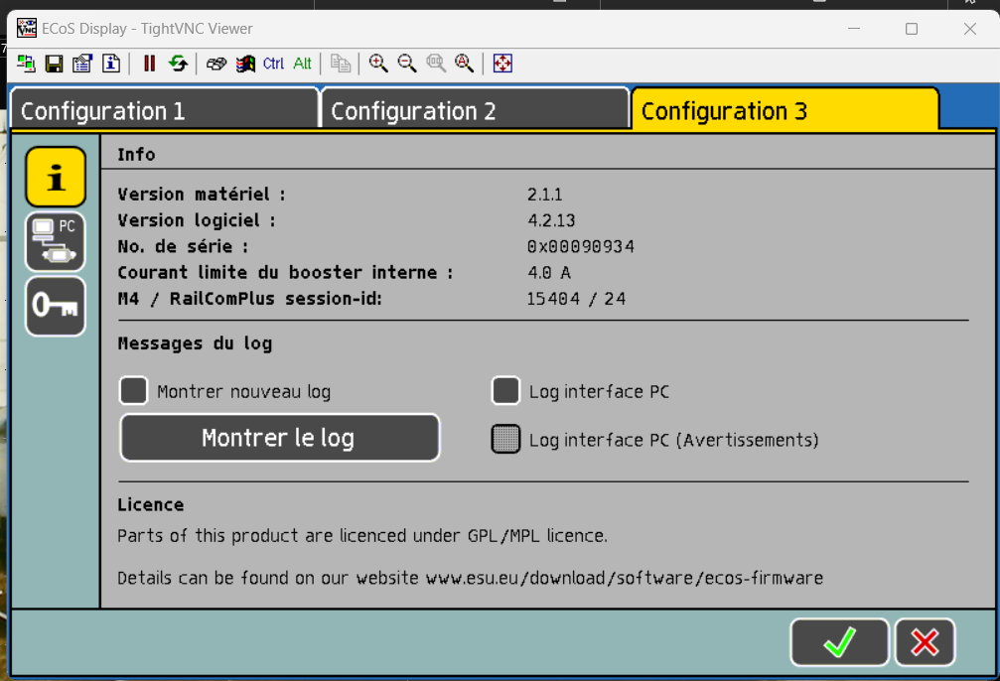 ECoS Display - TightVNC Viewer
Ctrl Alt
Configuration 1
Configuration 2
Configuration 3
i
PC
Info
Version matériel : 2.1.1
Version logiciel : 4.2.13
No. de série : 0x00090934
Courant limite du booster interne : 4.0 A
M4 / RailComPlus session-id: 15404 / 24
Messages du log
Montrer nouveau log
Log interface PC
Montrer le log
Log interface PC (Avertissements)
Licence
Parts of this product are licenced under GPL/MPL licence.
Details can be found on our website www.esu.eu/download/software/ecos-firmware